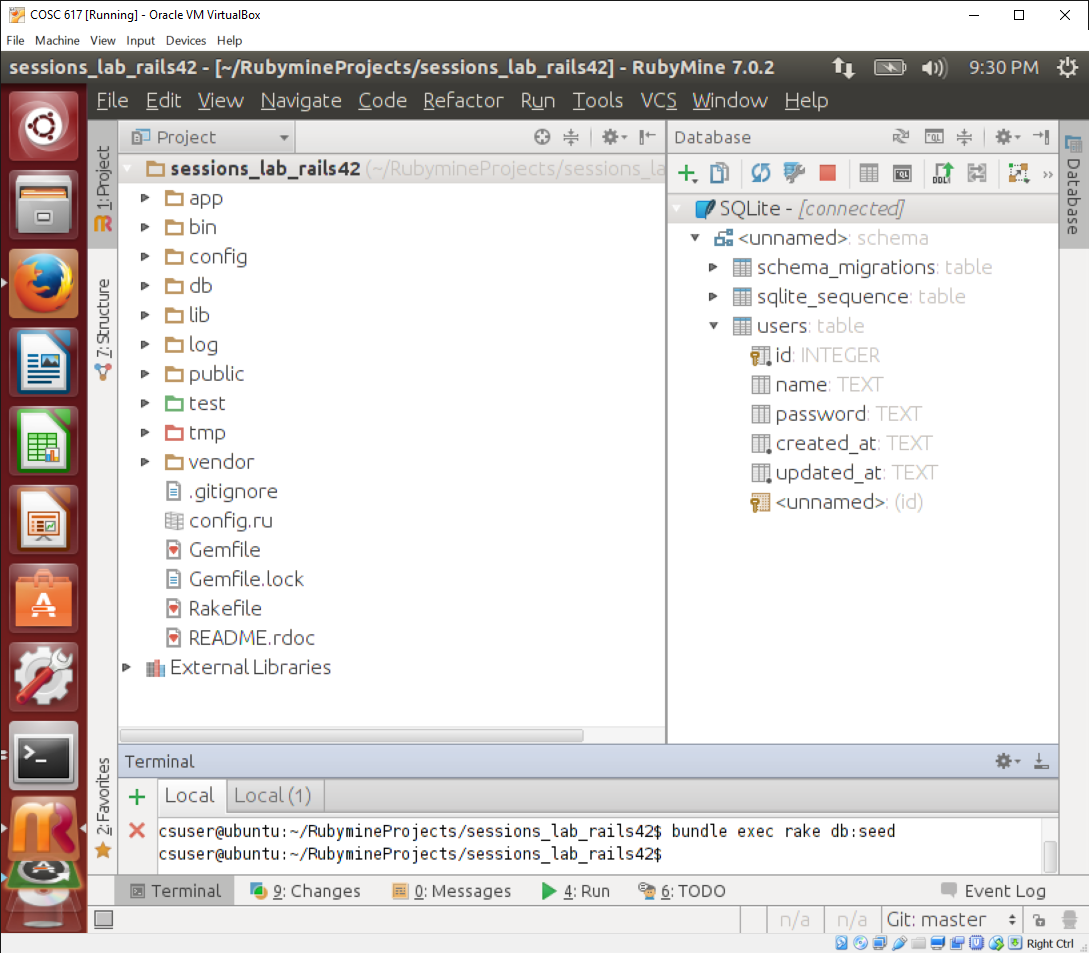 COSC 617 [Running] - Oracle VM VirtualBox
File Machine View Input Devices Help
sessions_lab_rails42 - [~/RubymineProjects/sessions_lab_rails42] - RubyMine 7.0.2
9:30 PM
File Edit View Navigate Code Refactor Run Tools VCS Window Help
Project
1: Project
7: Structure
2: Favorites
sessions_lab_rails42 (~/RubymineProjects/sessions_la
app
bin
config
db
lib
log
public
test
tmp
vendor
.gitignore
config.ru
Gemfile
Gemfile.lock
Rakefile
README.rdoc
External Libraries
Database
QL
QL
DDL
Database
SQLite - [connected]
<unnamed>: schema
schema_migrations: table
sqlite_sequence: table
users: table
id: INTEGER
name: TEXT
password: TEXT
created_at: TEXT
updated_at: TEXT
<unnamed>: (id)
Terminal
Local Local (1)
csuser@ubuntu:~/RubymineProjects/sessions_lab_rails42$ bundle exec rake db:seed
csuser@ubuntu:~/RubymineProjects/sessions_lab_rails42$
Terminal 9: Changes 0: Messages 4: Run 6: TODO Event Log
n/a n/a Git: master
Right Ctrl